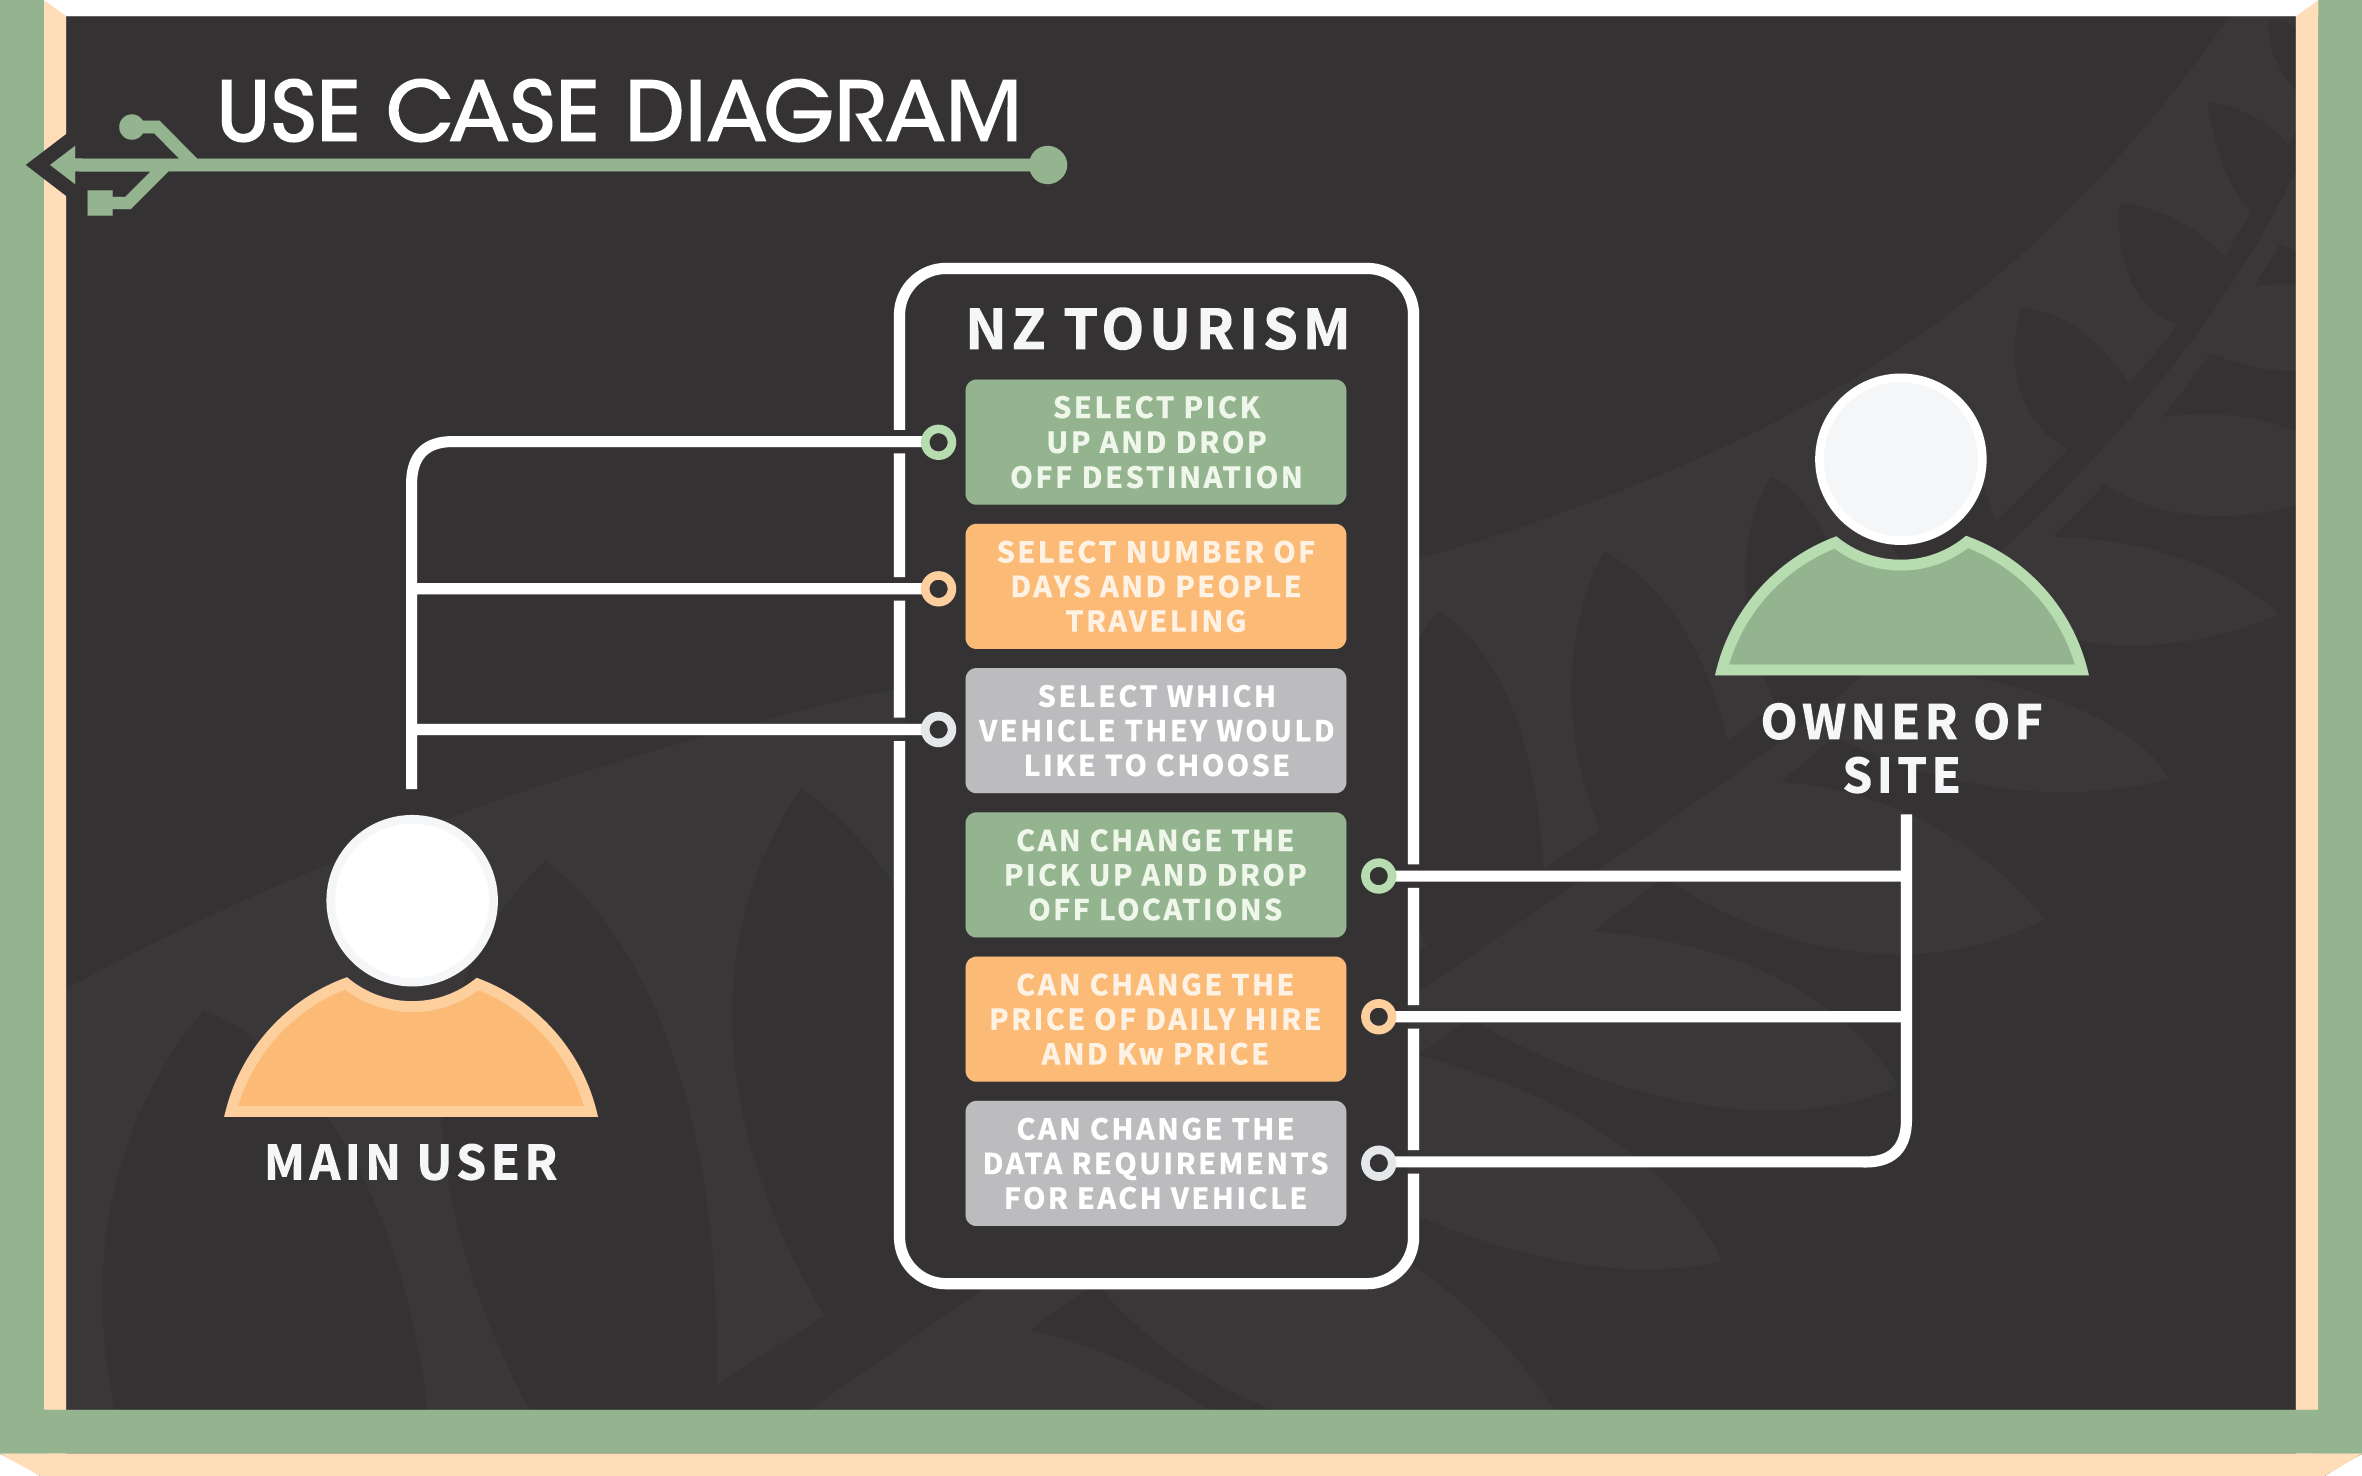 USE CASE DIAGRAM
NZ TOURISM
SELECT PICK
UP AND DROP
OFF DESTINATION
SELECT NUMBER OF
DAYS AND PEOPLE
TRAVELING
SELECT WHICH
VEHICLE THEY WOULD
LIKE TO CHOOSE
CAN CHANGE THE
PICK UP AND DROP
OFF LOCATIONS
CAN CHANGE THE
PRICE OF DAILY HIRE
AND Kw PRICE
CAN CHANGE THE
DATA REQUIREMENTS
FOR EACH VEHICLE
OWNER OF
SITE
MAIN USER